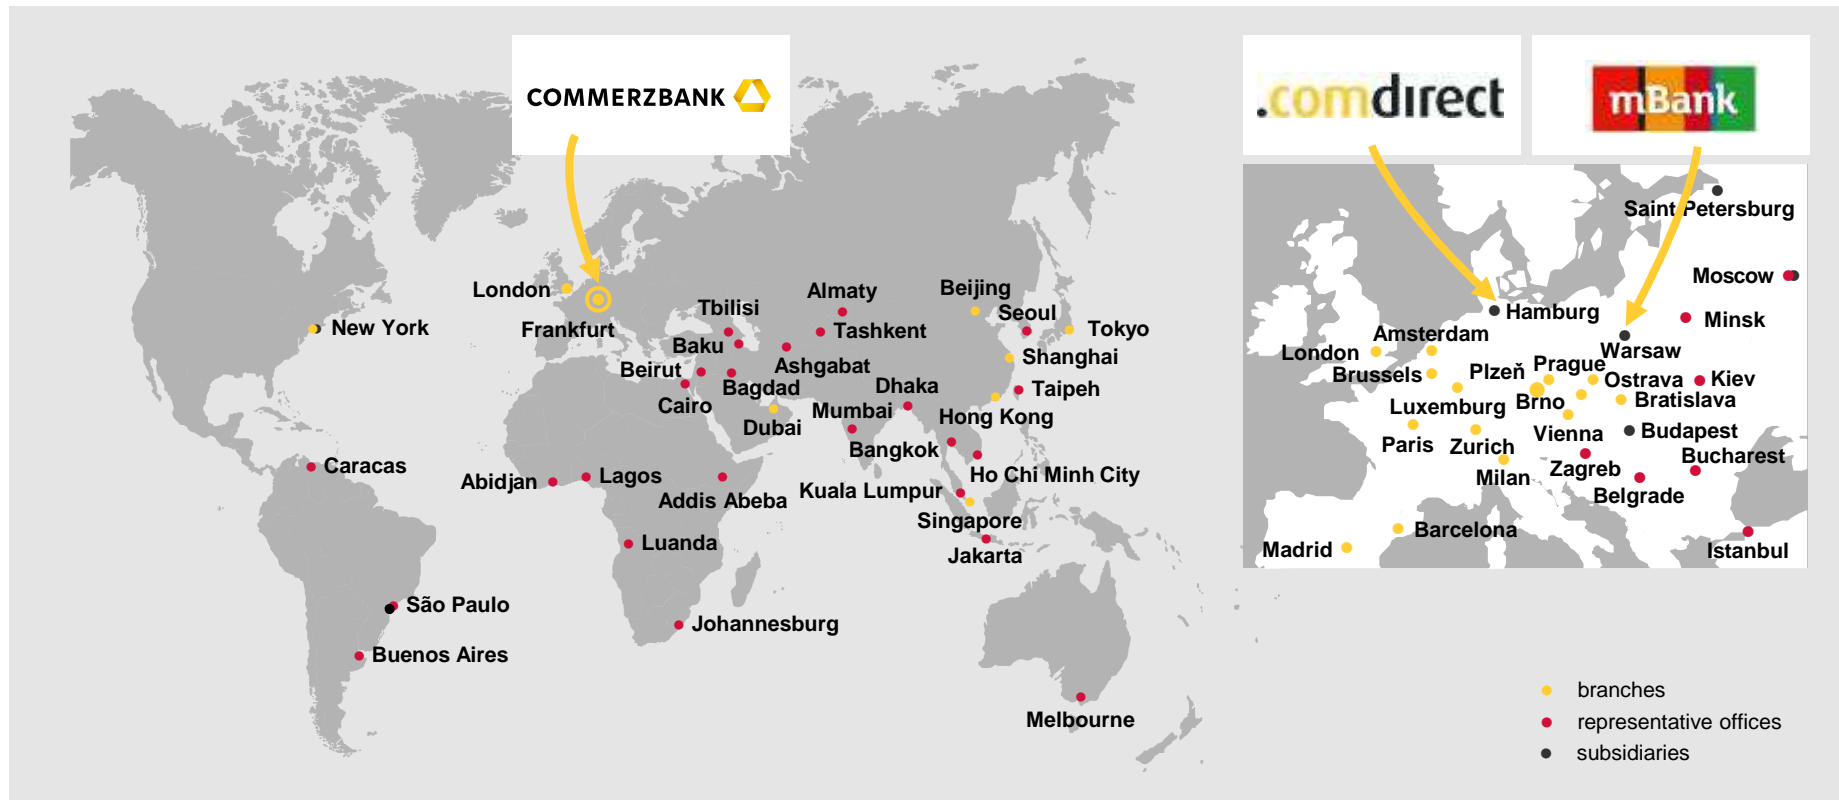 COMMERZBANK
.comdirect
mBank
London
Frankfurt
New York
Tbilisi
Almaty
Beijing
Seoul
Tokyo
Baku
Tashkent
Shanghai
Beirut
Ashgabat
Bagdad
Dhaka
Taipeh
Cairo
Mumbai
Hong Kong
Dubai
Bangkok
Caracas
Abidjan
Lagos
Addis Abeba
Kuala Lumpur
Ho Chi Minh City
Singapore
Luanda
Jakarta
São Paulo
Johannesburg
Buenos Aires
Melbourne
Saint Petersburg
Moscow
Hamburg
Minsk
Amsterdam
London
Warsaw
Brussels
Plzeň
Prague
Ostrava
Kiev
Luxemburg
Brno
Bratislava
Paris
Zurich
Vienna
Budapest
Milan
Zagreb
Bucharest
Belgrade
Barcelona
Madrid
Istanbul
branches
representative offices
subsidiaries